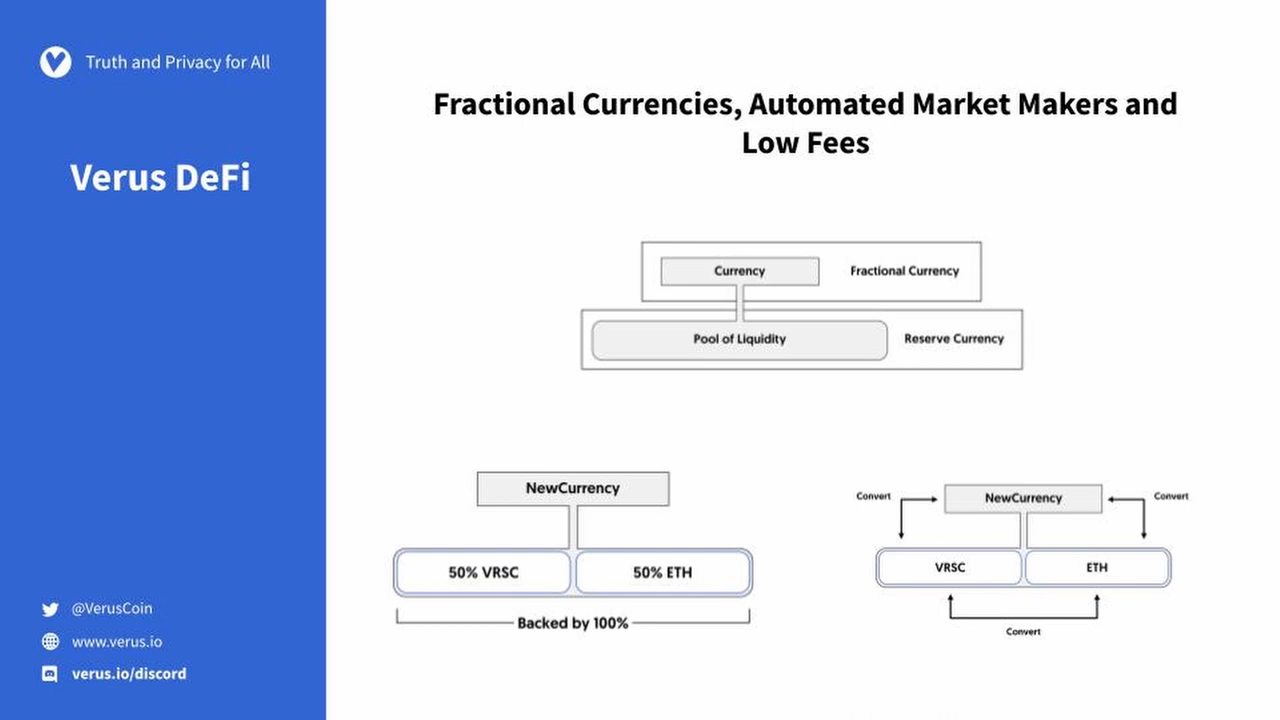 Truth and Privacy for All
Verus DeFi
@VerusCoin
www.verus.io
verus.io/discord
Fractional Currencies, Automated Market Makers and
Low Fees
Currency
Fractional Currency
Pool of Liquidity
Reserve Currency
NewCurrency
50% VRSC
50% ETH
Backed by 100%
Convert
NewCurrency
Convert
VRSC
ETH
Convert